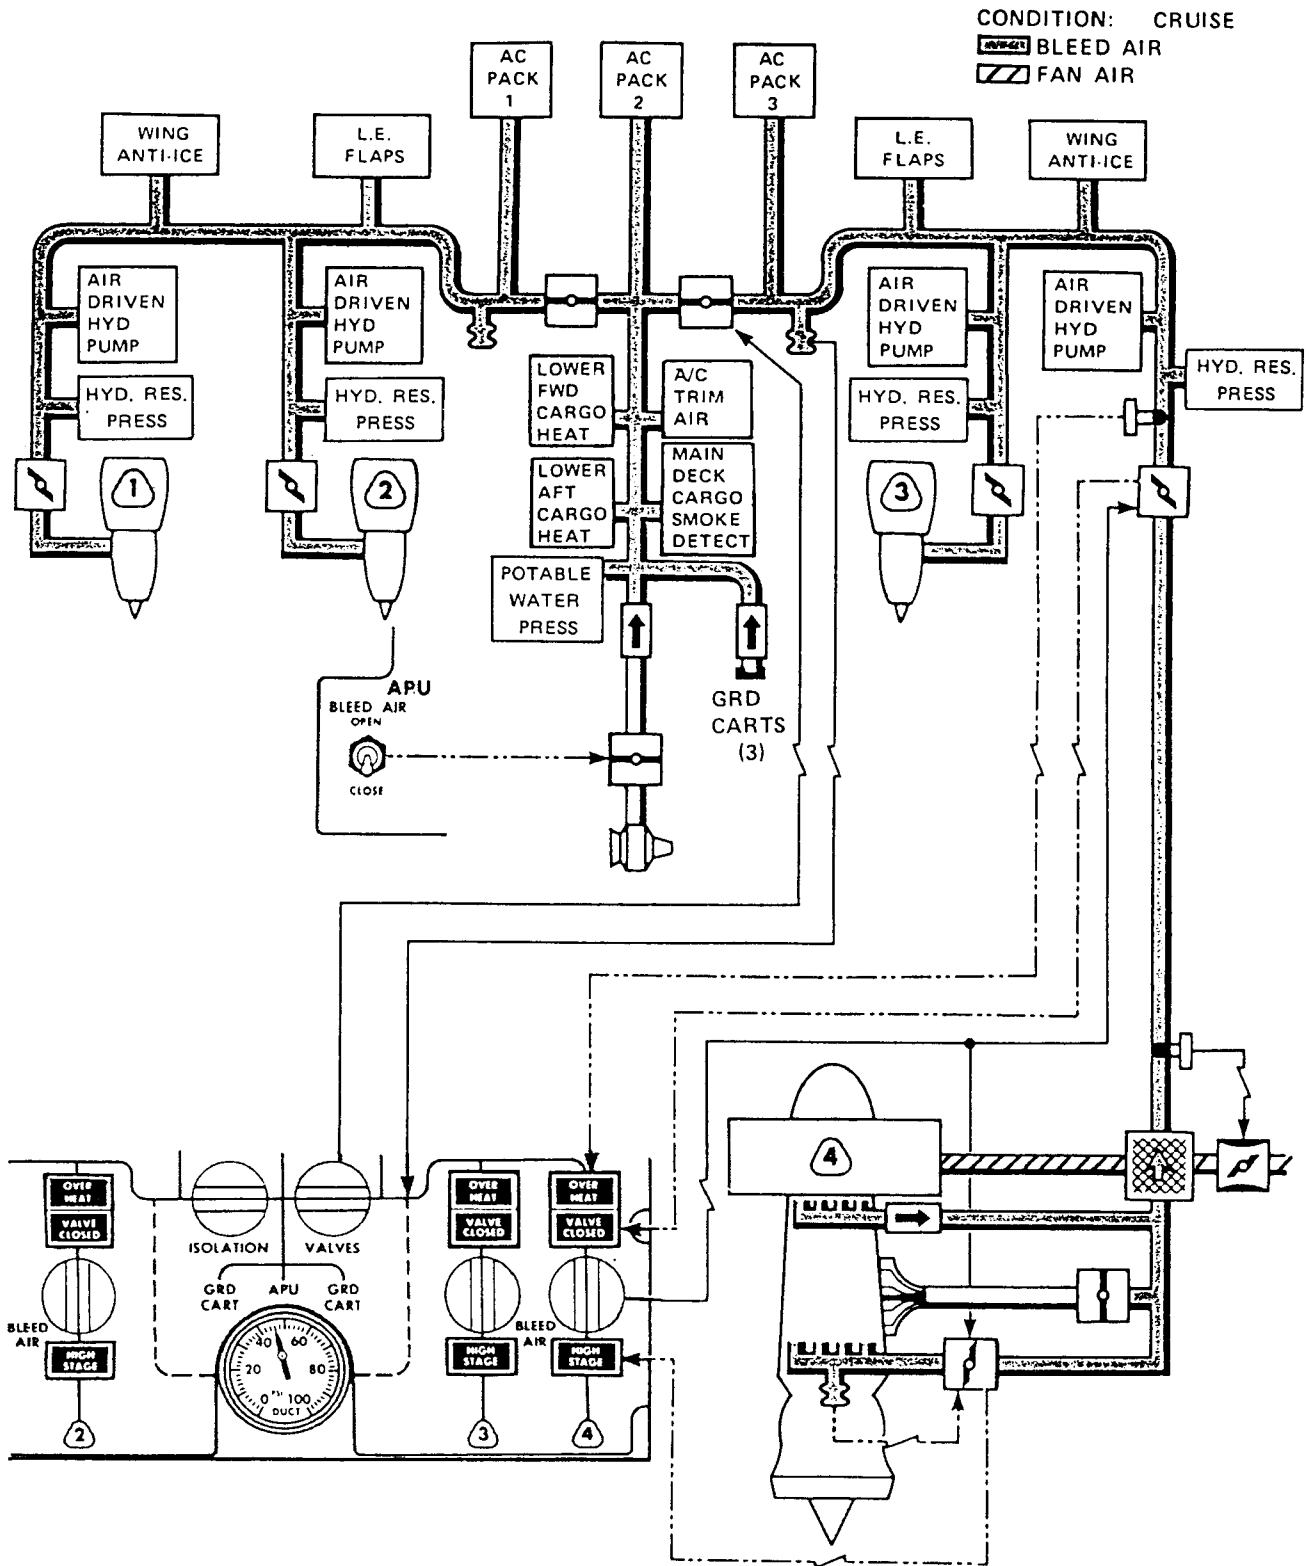 CONDITION: CRUISE
BLEED AIR
FAN AIR
AC
PACK
1
AC
PACK
2
AC
PACK
3
WING
ANTI-ICE
L.E.
FLAPS
L.E.
FLAPS
WING
ANTI-ICE
AIR
DRIVEN
HYD
PUMP
AIR
DRIVEN
HYD
PUMP
AIR
DRIVEN
HYD
PUMP
AIR
DRIVEN
HYD
PUMP
HYD. RES.
PRESS
HYD. RES.
PRESS
HYD. RES.
PRESS
HYD. RES.
PRESS
LOWER
FWD
CARGO
HEAT
A/C
TRIM
AIR
LOWER
AFT
CARGO
HEAT
MAIN
DECK
CARGO
SMOKE
DETECT
1
2
3
POTABLE
WATER
PRESS
GRD
CARTS
(3)
APU
BLEED AIR
OPEN
CLOSE
4
OVER
HEAT
VALVE
CLOSED
BLEED
AIR
HIGH
STAGE
2
ISOLATION VALVES
GRD
CART
APU
GRD
CART
0 20 40 60 80 100
PSI
DUCT
OVER
HEAT
VALVE
CLOSED
HIGH
STAGE
3
OVER
HEAT
VALVE
CLOSED
BLEED
AIR
HIGH
STAGE
4